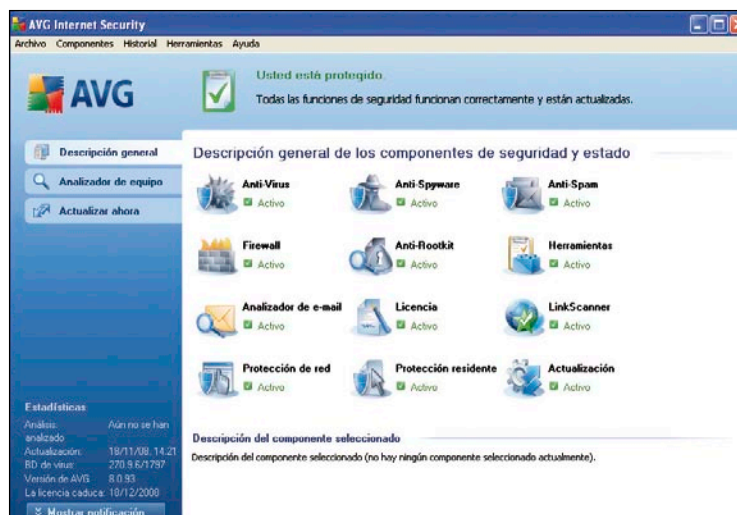 AVG Internet Security
Archivo Componentes Historial Herramientas Ayuda
AVG
Usted está protegido.
Todas las funciones de seguridad funcionan correctamente y están actualizadas.
Descripción general
Analizador de equipo
Actualizar ahora
Descripción general de los componentes de seguridad y estado
Anti-Virus
Activo
Anti-Spyware
Activo
Anti-Spam
Activo
Firewall
Activo
Anti-Rootkit
Activo
Herramientas
Activo
Analizador de e-mail
Activo
Licencia
Activo
LinkScanner
Activo
Protección de red
Activo
Protección residente
Activo
Actualización
Activo
Estadísticas
Análisis: Aún no se han
analizado
Actualización: 18/11/08, 14:21
BD de virus: 270.9.6/1797
Versión de AVG 8.0.93
La licencia caduca: 18/12/2008
Mostrar notificación
Descripción del componente seleccionado
Descripción del componente seleccionado (no hay ningún componente seleccionado actualmente).